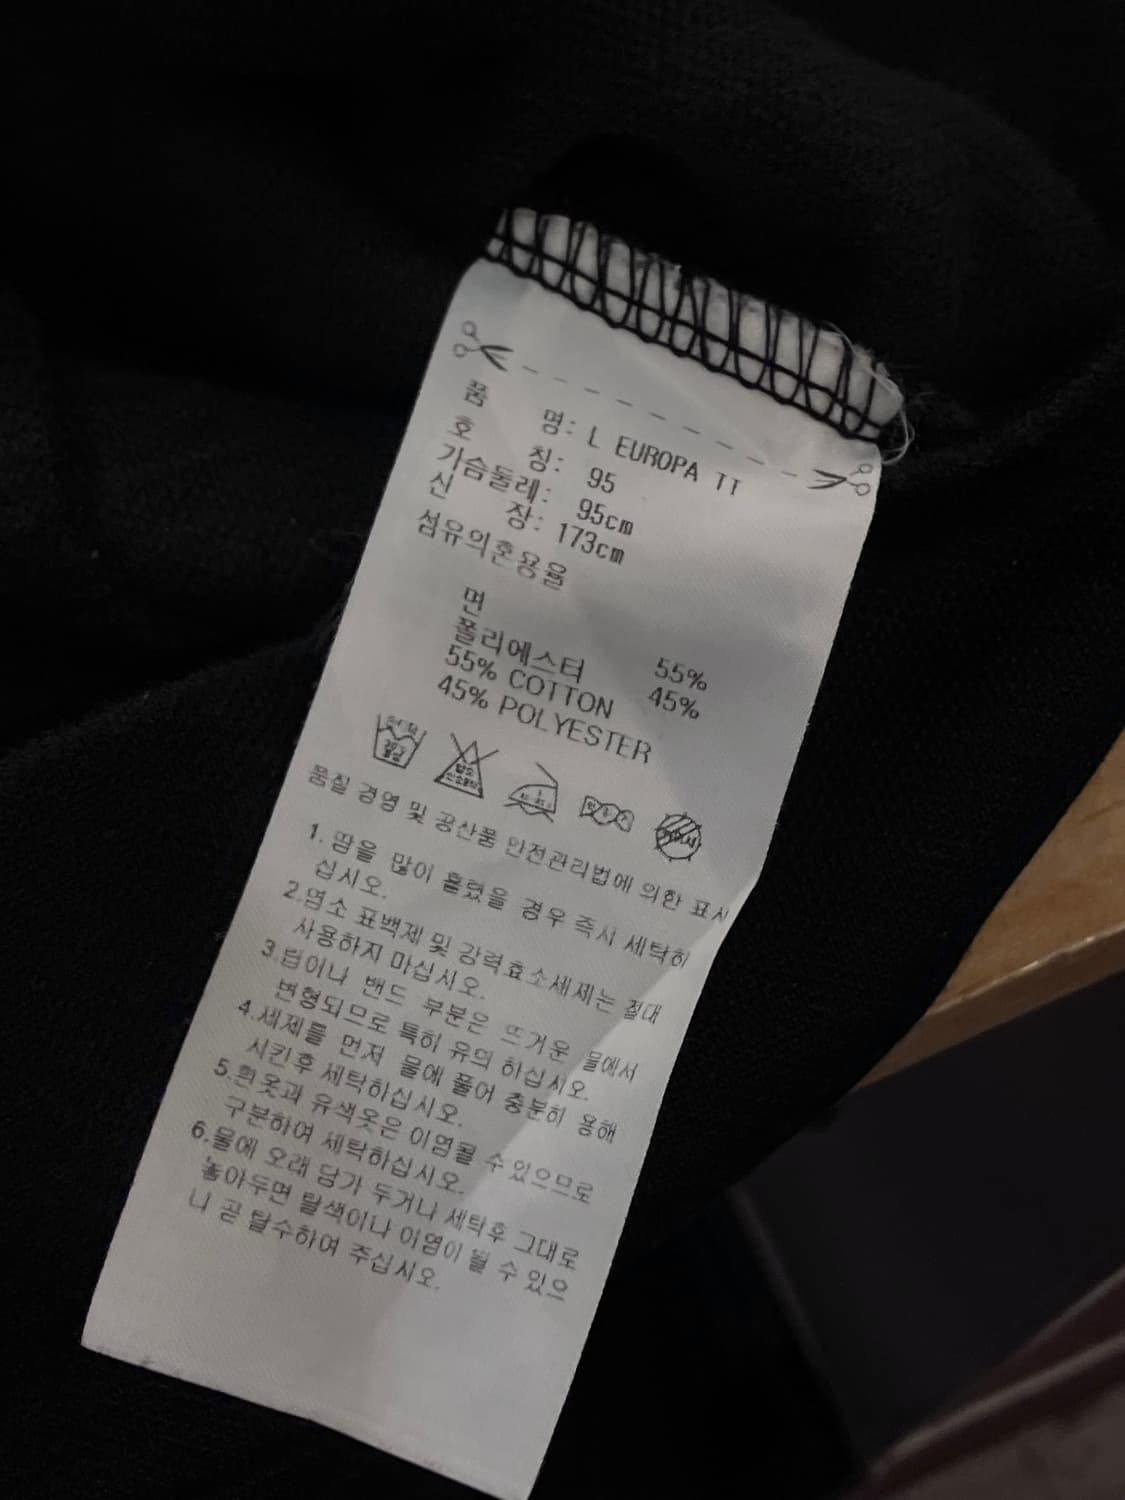 품 명: L EUROPA TT
호 칭: 95
가슴둘레: 95cm
신 장: 173cm
섬유의혼용율
면 55%
폴리에스터 45%
55% COTTON
45% POLYESTER
품질 경영 및 공산품 안전관리법에 의한 표시
1. 땀을 많이 흘렸을 경우 즉시 세탁하
십시오.
2.염소 표백제 및 강력효소세제는 절대
사용하지 마십시오.
3.텁이나 밴드 부분은 뜨거운 물에서
변형되므로 특히 유의 하십시오.
4.세제를 먼저 물에 풀어 충분히 용해
시킨후 세탁하십시오.
5.흰옷과 유색옷은 이염될 수있으므로
구분하여 세탁하십시오.
6.물에 오래 담가 두거나 세탁후 그대로
놓아두면 탈색이나 이염이 될 수 있으
니 곧 탈수하여 주십시오.